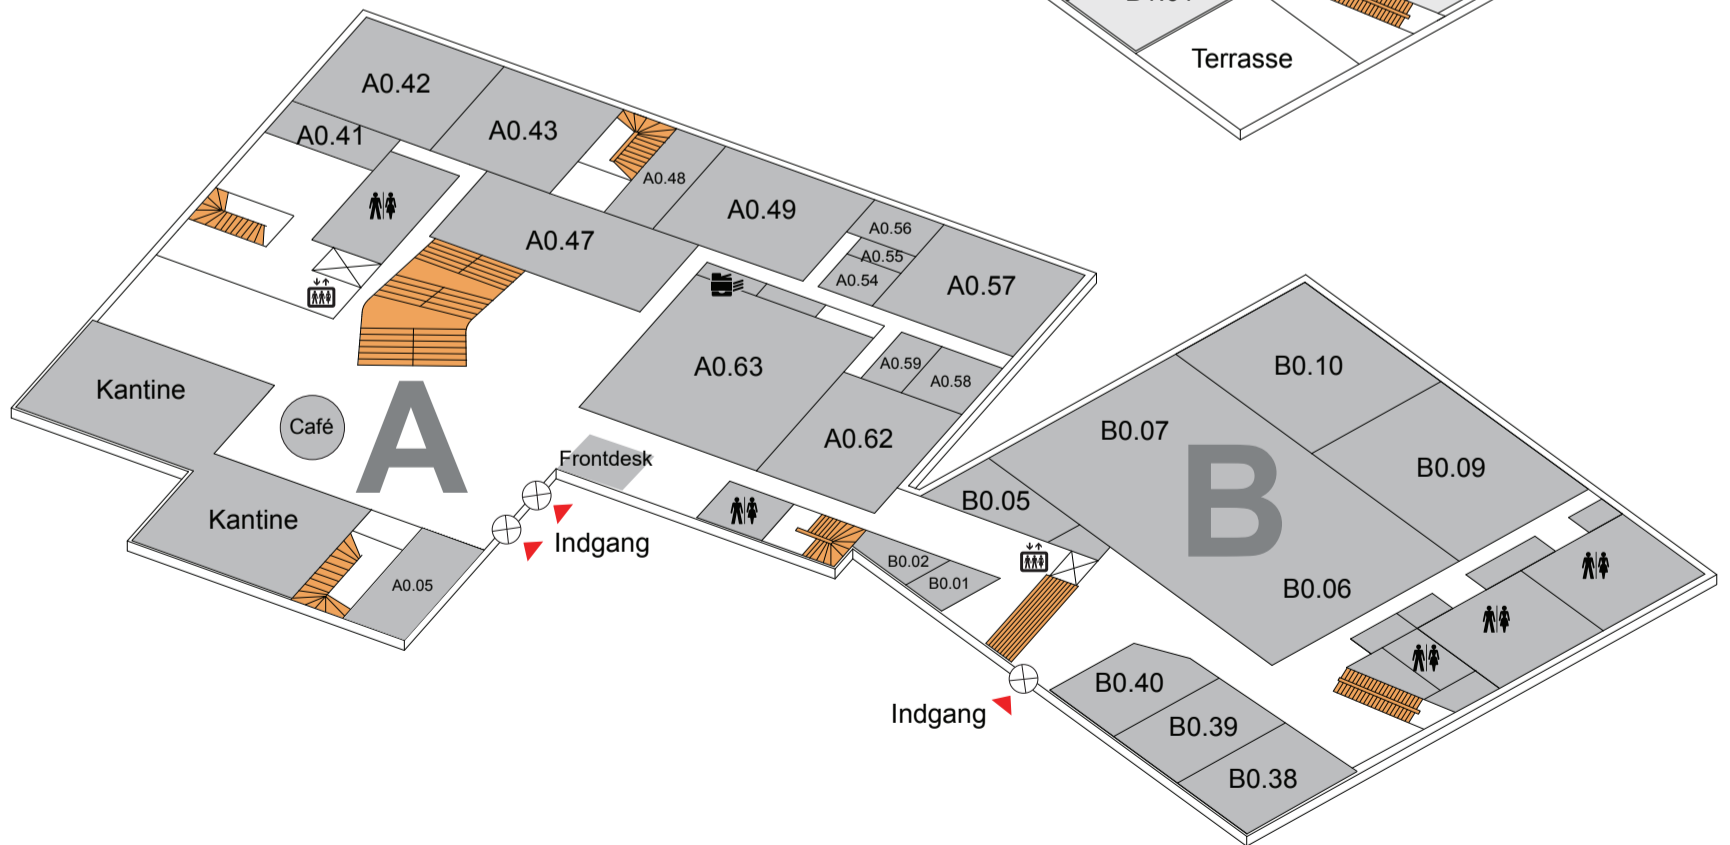 Terrasse
A0.42
A0.41
A0.43
A0.48
A0.49
A0.47
A0.56
A0.55
A0.54
A0.57
A0.63
A0.59
A0.58
A0.62
Kantine
Café
A
Frontdesk
Kantine
A0.05
Indgang
B0.10
B0.07
B0.09
B
B0.05
B0.06
B0.02
B0.01
B0.40
B0.39
B0.38
Indgang